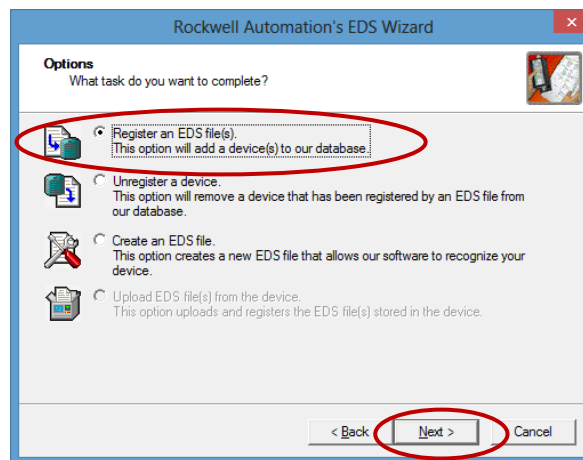 Rockwell Automation's EDS Wizard
Options
What task do you want to complete?
Register an EDS file(s).
This option will add a device(s) to our database.
Unregister a device.
This option will remove a device that has been registered by an EDS file from
our database.
Create an EDS file.
This option creates a new EDS file that allows our software to recognize your
device.
Upload EDS file(s) from the device.
This option uploads and registers the EDS file(s) stored in the device.
< Back Next > Cancel